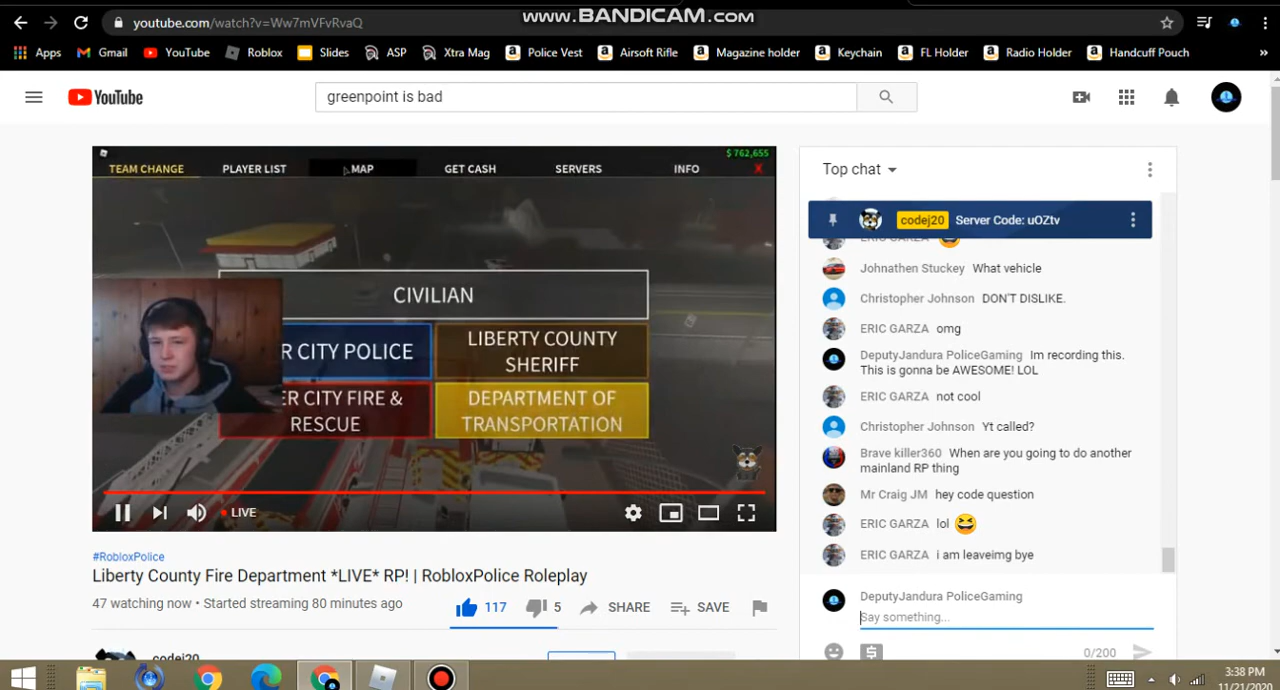 www.BANDICAM.com
youtube.com/watch?v=Ww7mVFvRvaQ
Apps Gmail YouTube Roblox Slides ASP Xtra Mag Police Vest Airsoft Rifle Magazine holder Keychain FL Holder Radio Holder Handcuff Pouch »
YouTube
greenpoint is bad
$ 762,655
TEAM CHANGE PLAYER LIST MAP GET CASH SERVERS INFO X
CIVILIAN
R CITY POLICE
LIBERTY COUNTY
SHERIFF
ER CITY FIRE &
RESCUE
DEPARTMENT OF
TRANSPORTATION
LIVE
#RobloxPolice
Liberty County Fire Department *LIVE* RP! | RobloxPolice Roleplay
47 watching now • Started streaming 80 minutes ago
117 5 SHARE SAVE
codej20
Top chat
codej20 Server Code: uOZtv
ERIC GARZA
Johnathen Stuckey What vehicle
Christopher Johnson DON'T DISLIKE.
ERIC GARZA omg
DeputyJandura PoliceGaming Im recording this.
This is gonna be AWESOME! LOL
ERIC GARZA not cool
Christopher Johnson Yt called?
Brave killer360 When are you going to do another
mainland RP thing
Mr Craig JM hey code question
ERIC GARZA lol
ERIC GARZA i am leaveimg bye
DeputyJandura PoliceGaming
Say something...
0/200
3:38 PM
11/21/2020